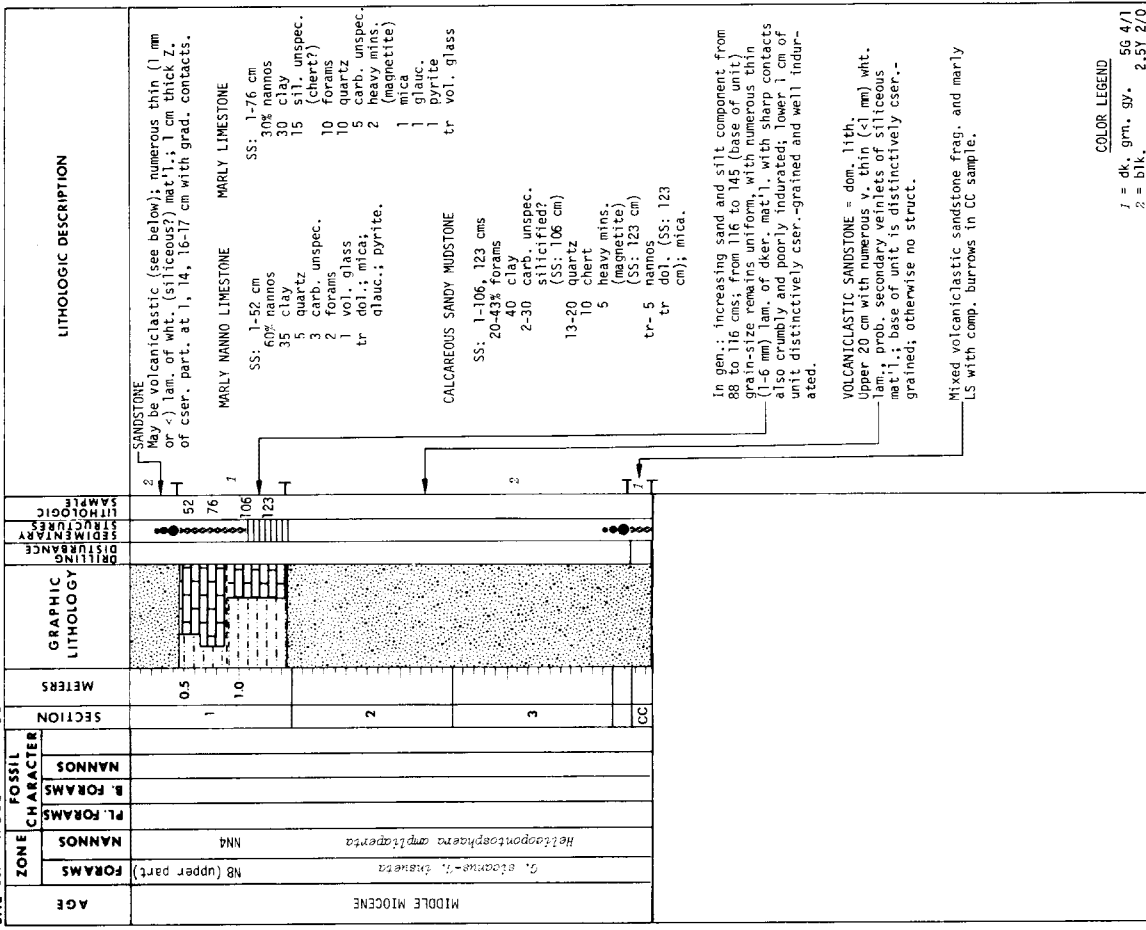 AGE
ZONE
FORAMS
NANNOS
FOSSIL
CHARACTER
PL. FORAMS
B. FORAMS
NANNOS
SECTION
METERS
GRAPHIC
LITHOLOGY
DRILLING
DISTURBANCE
SEDIMENTARY
STRUCTURES
LITHOLOGIC
SAMPLE
LITHOLOGIC DESCRIPTION
MIDDLE MIOCENE
N8 (upper part)
G. sicanus-G. insueta
NN4
Helicopontosphaera ampliaperta
1
0.5
1.0
2
3
CC
52
76
106
123
2
1
2
1
SANDSTONE
May be volcaniclastic (see below); numerous thin (1 mm
or <) lam. of wht. (siliceous?) mat'l.; 1 cm thick Z.
of cser. part. at 1, 14, 16-17 cm with grad. contacts.
MARLY NANNO LIMESTONE
SS: 1-52 cm
60% nannos
35 clay
5 quartz
3 carb. unspec.
2 forams
1 vol. glass
tr dol.; mica;
glauc.; pyrite.
MARLY LIMESTONE
SS: 1-76 cm
30% nannos
30 clay
15 sil. unspec.
(chert?)
10 forams
10 quartz
5 carb. unspec.
2 heavy mins.
(magnetite)
1 mica
1 glauc.
1 pyrite
tr vol. glass
CALCAREOUS SANDY MUDSTONE
SS: 1-106, 123 cms
20-43% forams
40 clay
2-30 carb. unspec.
silicified?
(SS: 106 cm)
13-20 quartz
10 chert
5 heavy mins.
(magnetite)
(SS: 123 cm)
tr- 5 nannos
tr dol. (SS: 123
cm); mica.
In gen.: increasing sand and silt component from
88 to 116 cms; from 116 to 145 (base of unit)
grain-size remains uniform, with numerous thin
(1-6 mm) lam. of dker. mat'l. with sharp contacts
also crumbly and poorly indurated; lower 1 cm of
unit distinctively cser.-grained and well indur-
ated.
VOLCANICLASTIC SANDSTONE = dom. lith.
Upper 20 cm with numerous v. thin (<1 mm) wht.
lam., prob. secondary veinlets of siliceous
mat'l.; base of unit is distinctively cser.-
grained; otherwise no struct.
Mixed volcaniclastic sandstone frag. and marly
LS with comp. burrows in CC sample.
COLOR LEGEND
1 = dk. grn. gy. 5G 4/1
2 = blk. 2.5Y 2/0